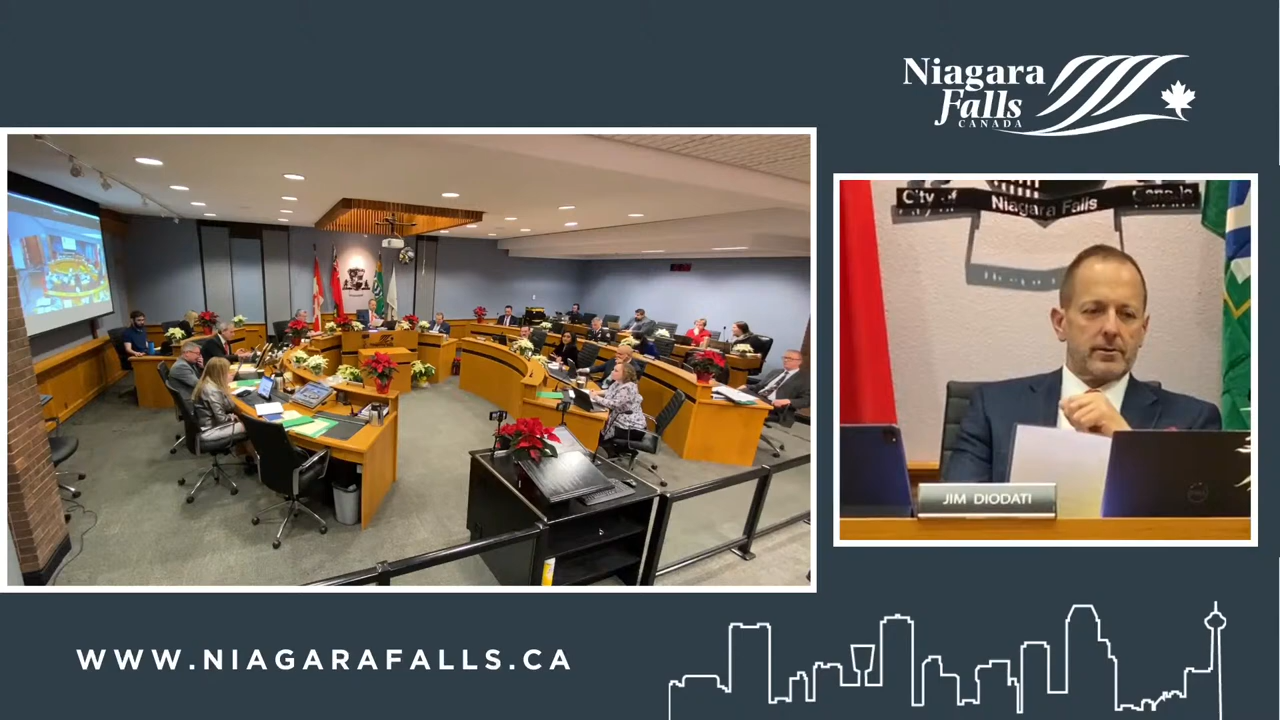 Niagara
Falls
CANADA
City of
Niagara Falls
Canada
JIM DIODATI
WWW.NIAGARAFALLS.CA